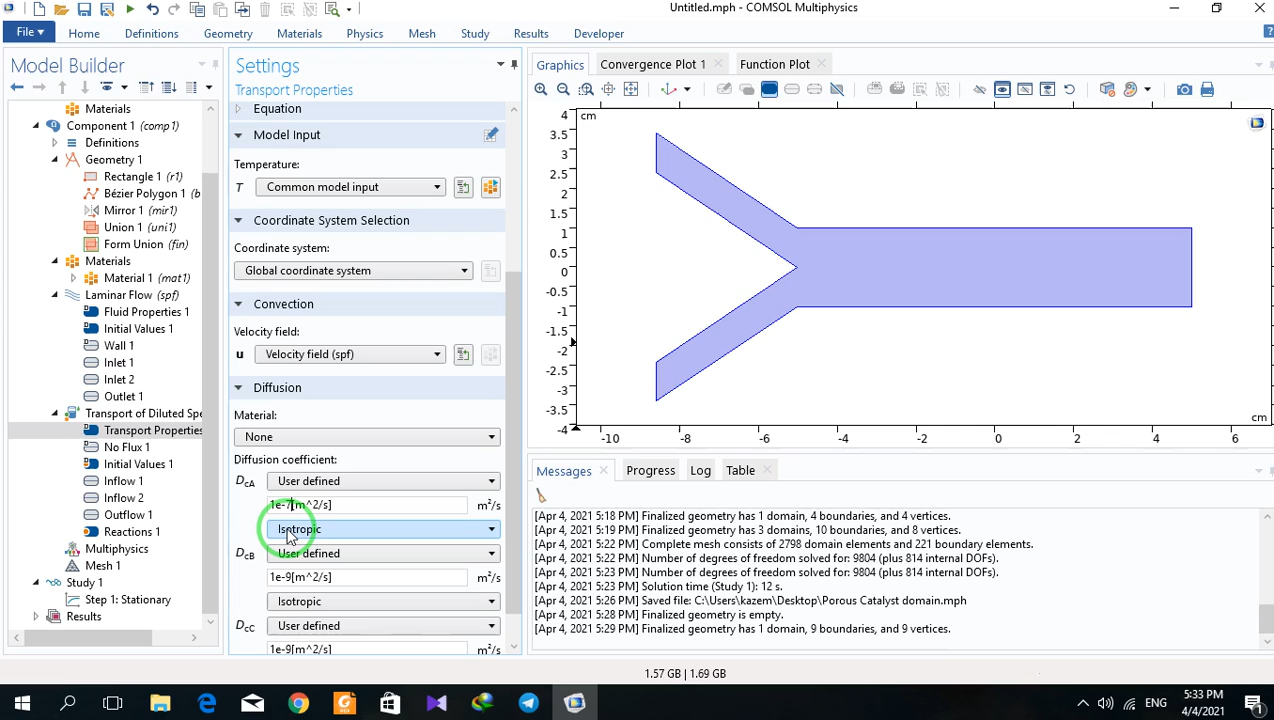 Untitled.mph - COMSOL Multiphysics
File
Home
Definitions
Geometry
Materials
Physics
Mesh
Study
Results
Developer
Model Builder
Materials
Component 1 (comp1)
Definitions
Geometry 1
Rectangle 1 (r1)
Bézier Polygon 1 (b
Mirror 1 (mir1)
Union 1 (uni1)
Form Union (fin)
Materials
Material 1 (mat1)
Laminar Flow (spf)
Fluid Properties 1
Initial Values 1
Wall 1
Inlet 1
Inlet 2
Outlet 1
Transport of Diluted Spe
Transport Properties
No Flux 1
Initial Values 1
Inflow 1
Inflow 2
Outflow 1
Reactions 1
Multiphysics
Mesh 1
Study 1
Step 1: Stationary
Results
Settings
Transport Properties
Equation
Model Input
Temperature:
T Common model input
Coordinate System Selection
Coordinate system:
Global coordinate system
Convection
Velocity field:
u Velocity field (spf)
Diffusion
Material:
None
Diffusion coefficient:
DcA User defined
1e-7[m^2/s] m²/s
Isotropic
DcB User defined
1e-9[m^2/s] m²/s
Isotropic
DcC User defined
1e-9[m^2/s] m²/s
Graphics
Convergence Plot 1
Function Plot
cm
4
3.5
3
2.5
2
1.5
1
0.5
0
-0.5
-1
-1.5
-2
-2.5
-3
-3.5
-4
-10 -8 -6 -4 -2 0 2 4 6
cm
Messages
Progress
Log
Table
[Apr 4, 2021 5:18 PM] Finalized geometry has 1 domain, 4 boundaries, and 4 vertices.
[Apr 4, 2021 5:19 PM] Finalized geometry has 3 domains, 10 boundaries, and 8 vertices.
[Apr 4, 2021 5:22 PM] Complete mesh consists of 2798 domain elements and 221 boundary elements.
[Apr 4, 2021 5:23 PM] Number of degrees of freedom solved for: 9804 (plus 814 internal DOFs).
[Apr 4, 2021 5:23 PM] Number of degrees of freedom solved for: 9804 (plus 814 internal DOFs).
[Apr 4, 2021 5:23 PM] Solution time (Study 1): 12 s.
[Apr 4, 2021 5:26 PM] Saved file: C:\Users\kazem\Desktop\Porous Catalyst domain.mph
[Apr 4, 2021 5:28 PM] Finalized geometry is empty.
[Apr 4, 2021 5:29 PM] Finalized geometry has 1 domain, 9 boundaries, and 9 vertices.
1.57 GB | 1.69 GB
ENG
5:33 PM
4/4/2021
1